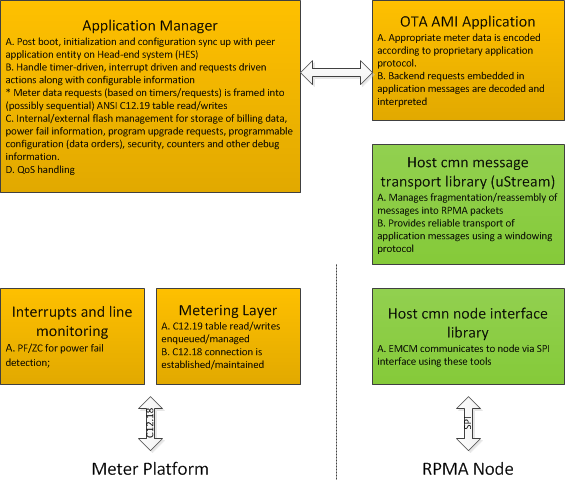 Application Manager
A. Post boot, initialization and configuration sync up with peer
application entity on Head-end system (HES)
B. Handle timer-driven, interrupt driven and requests driven
actions along with configurable information
* Meter data requests (based on timers/requests) is framed into
(possibly sequential) ANSI C12.19 table read/writes
C. Internal/external flash management for storage of billing data,
power fail information, program upgrade requests, programmable
configuration (data orders), security, counters and other debug
information.
D. QoS handling
OTA AMI Application
A. Appropriate meter data is encoded
according to proprietary application
protocol.
B. Backend requests embedded in
application messages are decoded and
interpreted
Host cmn message
transport library (uStream)
A. Manages fragmentation/reassembly of
messages into RPMA packets
B. Provides reliable transport of
application messages using a windowing
protocol
Interrupts and line
monitoring
A. PF/ZC for power fail
detection;
Metering Layer
A. C12.19 table read/writes
enqueued/managed
B. C12.18 connection is
established/maintained
Host cmn node interface
library
A. EMCM communicates to node via SPI
interface using these tools
C12.18
SPI
Meter Platform
RPMA Node